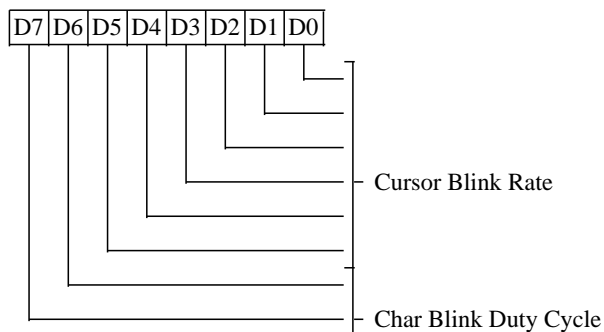 D7 D6 D5 D4 D3 D2 D1 D0
Cursor Blink Rate
Char Blink Duty Cycle